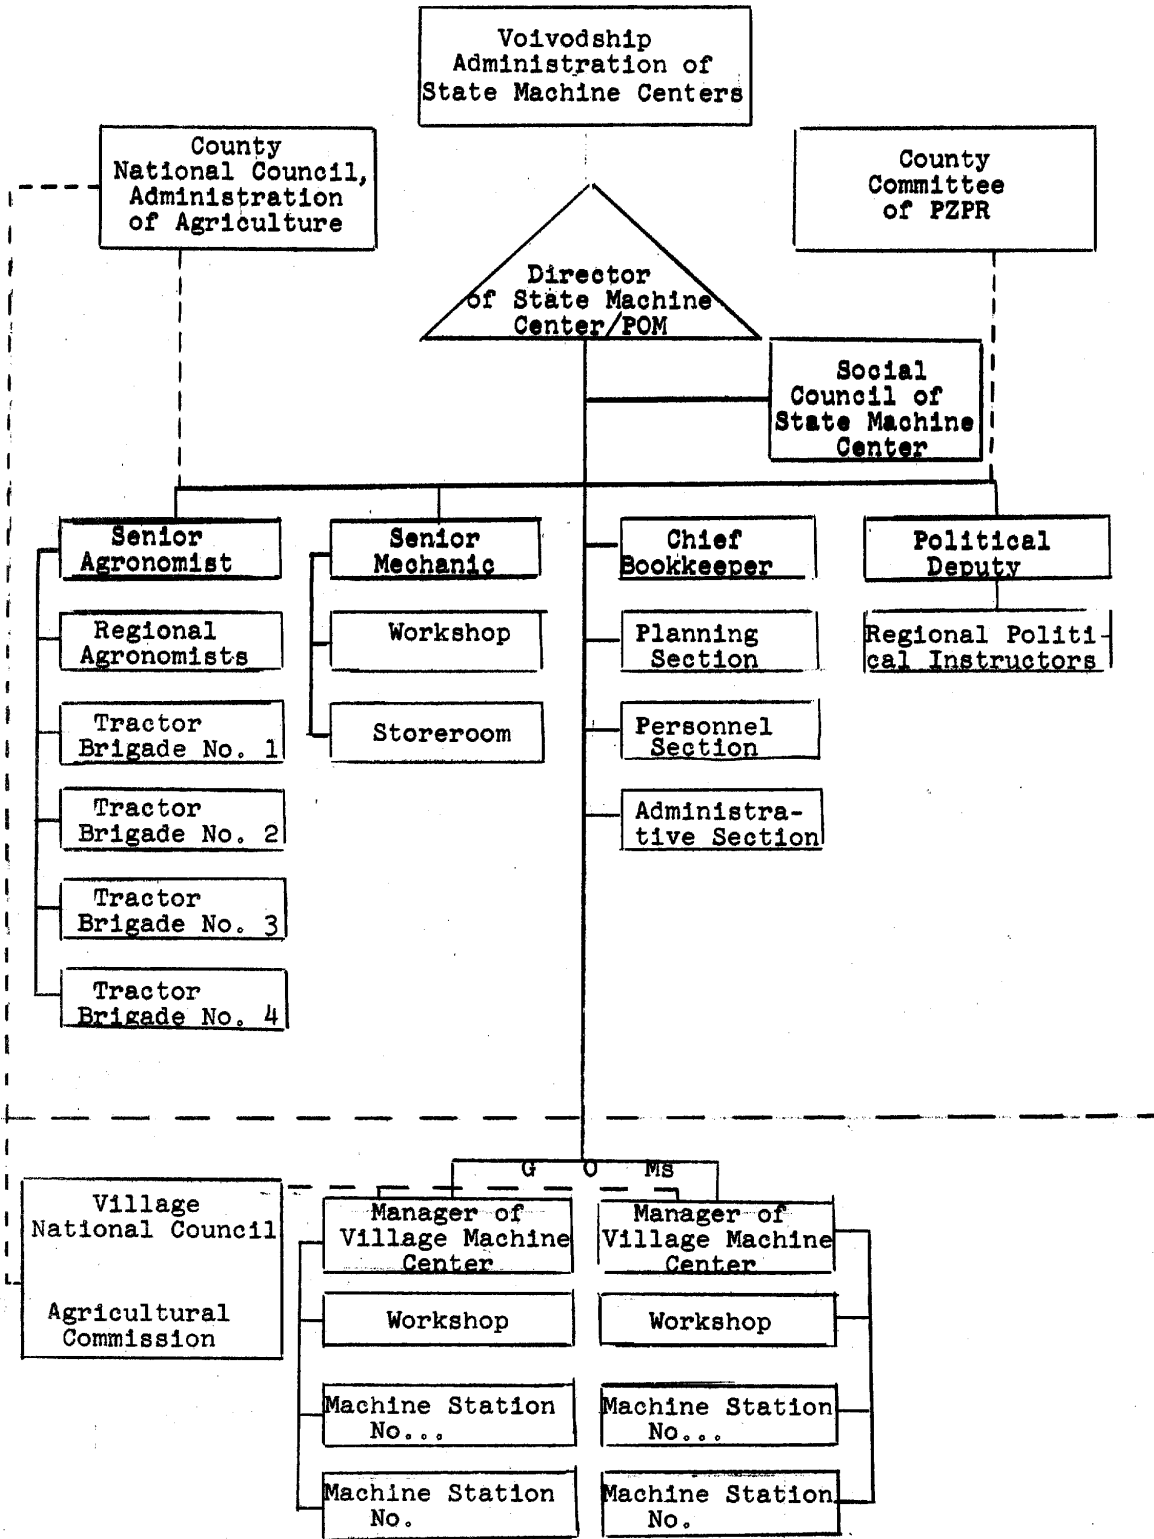 Voivodship
Administration of
State Machine Centers
County
National Council,
Administration
of Agriculture
County
Committee
of PZPR
Director
of State Machine
Center/POM
Social
Council of
State Machine
Center
Senior
Agronomist
Senior
Mechanic
Chief
Bookkeeper
Political
Deputy
Regional
Agronomists
Workshop
Planning
Section
Regional Politi-
cal Instructors
Tractor
Brigade No. 1
Storeroom
Personnel
Section
Tractor
Brigade No. 2
Administra-
tive Section
Tractor
Brigade No. 3
Tractor
Brigade No. 4
G O Ms
Village
National Council
Agricultural
Commission
Manager of
Village Machine
Center
Manager of
Village Machine
Center
Workshop
Workshop
Machine Station
No...
Machine Station
No...
Machine Station
No.
Machine Station
No.